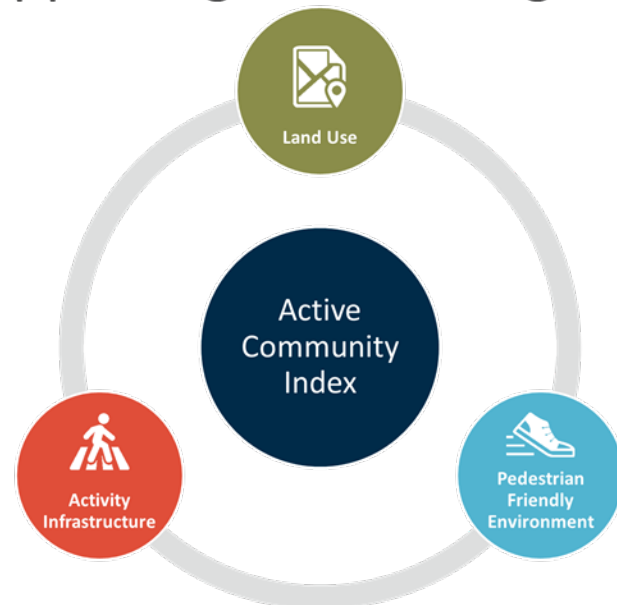 Land Use
Active
Community
Index
Activity
Infrastructure
Pedestrian
Friendly
Environment